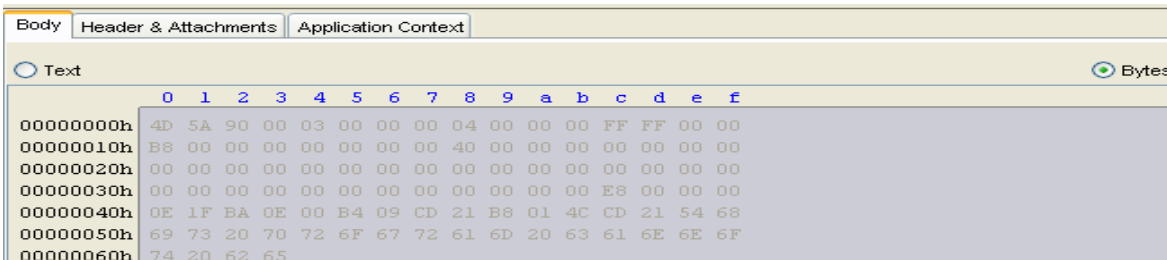 Body Header & Attachments Application Context
Text Bytes
0 1 2 3 4 5 6 7 8 9 a b c d e f
00000000h 4D 5A 90 00 03 00 00 00 04 00 00 00 FF FF 00 00
00000010h B8 00 00 00 00 00 00 00 40 00 00 00 00 00 00 00
00000020h 00 00 00 00 00 00 00 00 00 00 00 00 00 00 00 00
00000030h 00 00 00 00 00 00 00 00 00 00 00 00 E8 00 00 00
00000040h 0E 1F BA 0E 00 B4 09 CD 21 B8 01 4C CD 21 54 68
00000050h 69 73 20 70 72 6F 67 72 61 6D 20 63 61 6E 6E 6F
00000060h 74 20 62 65